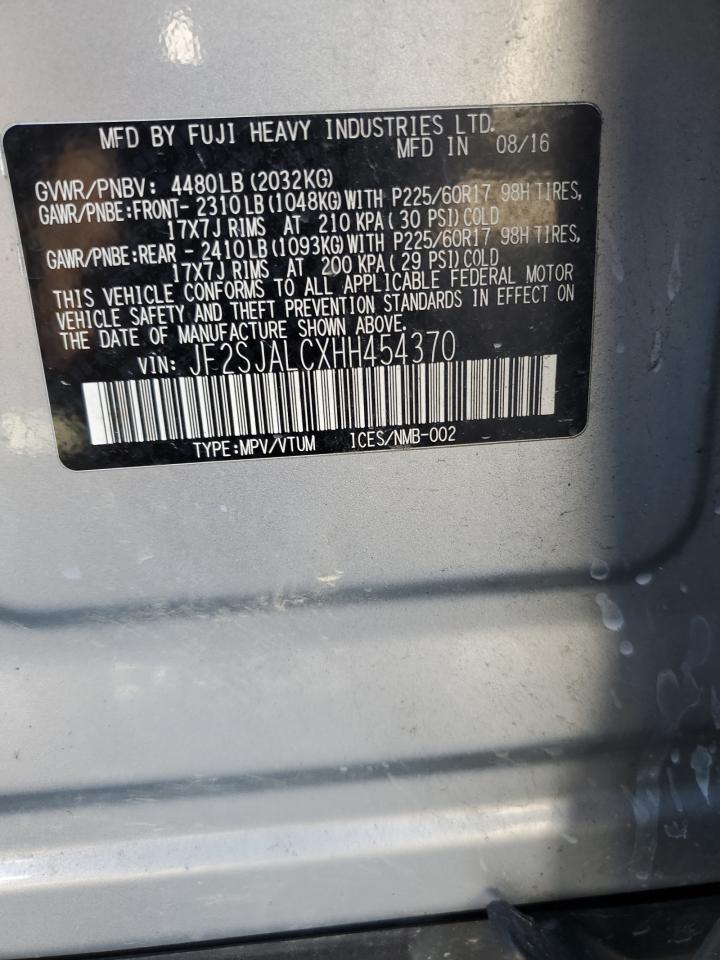 MFD BY FUJI HEAVY INDUSTRIES LTD.
MFD IN 08/16
GVWR/PNBV: 4480LB(2032KG)
GAWR/PNBE:FRONT-2310LB(1048KG)WITH P225/60R17 98H TIRES,
17X7J RIMS AT 210 KPA(30 PSI)COLD
GAWR/PNBE:REAR -2410LB(1093KG)WITH P225/60R17 98H TIRES,
17X7J RIMS AT 200 KPA(29 PSI)COLD
THIS VEHICLE CONFORMS TO ALL APPLICABLE FEDERAL MOTOR
VEHICLE SAFETY AND THEFT PREVENTION STANDARDS IN EFFECT ON
THE DATE OF MANUFACTURE SHOWN ABOVE.
VIN: JF2SJALCXHH454370
TYPE:MPV/VTUM ICES/NMB-002